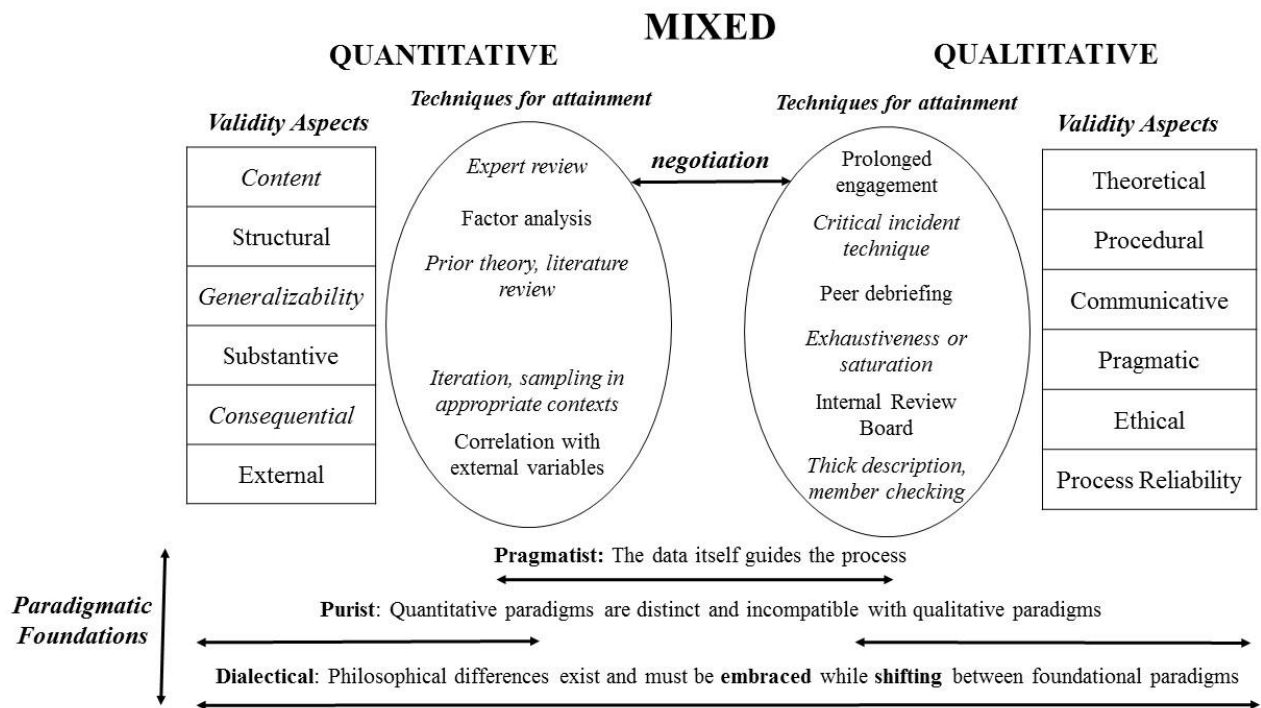 MIXED
QUANTITATIVE
QUALTITATIVE
Techniques for attainment
Techniques for attainment
Validity Aspects
Validity Aspects
Content
Structural
Generalizability
Substantive
Consequential
External
Expert review
Factor analysis
Prior theory, literature
review
Iteration, sampling in
appropriate contexts
Correlation with
external variables
negotiation
Prolonged
engagement
Critical incident
technique
Peer debriefing
Exhaustiveness or
saturation
Internal Review
Board
Thick description,
member checking
Theoretical
Procedural
Communicative
Pragmatic
Ethical
Process Reliability
Paradigmatic
Foundations
Pragmatist: The data itself guides the process
Purist: Quantitative paradigms are distinct and incompatible with qualitative paradigms
Dialectical: Philosophical differences exist and must be embraced while shifting between foundational paradigms